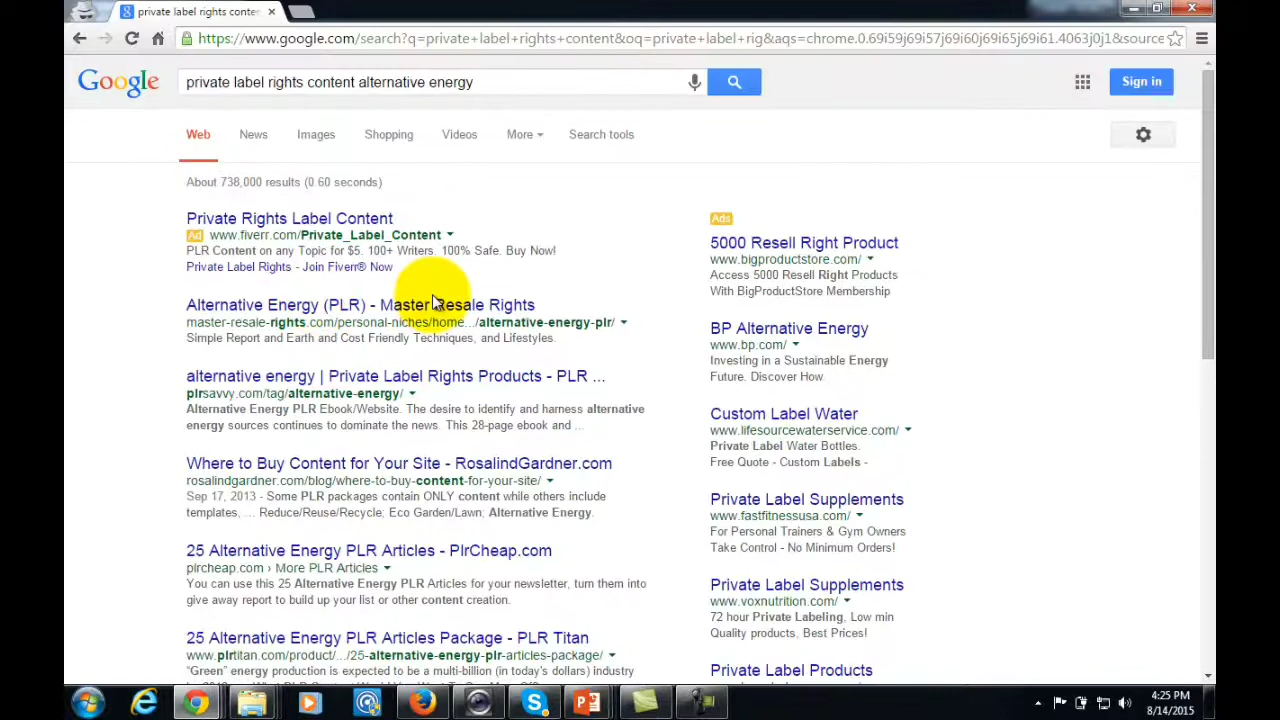 private label rights conte
https://www.google.com/search?q=private+label+rights+content&oq=private+label+rig&aqs=chrome.0.69i59j69i57j69i60j69i65j69i61.4063j0j1&source
Google
private label rights content alternative energy
Sign in
Web News Images Shopping Videos More Search tools
About 738,000 results (0 60 seconds)
Private Rights Label Content
Ad www.fiverr.com/Private_Label_Content
PLR Content on any Topic for $5. 100+ Writers. 100% Safe. Buy Now!
Private Label Rights - Join Fiverr® Now
Alternative Energy (PLR) - Master Resale Rights
master-resale-rights.com/personal-niches/home.../alternative-energy-plr/
Simple Report and Earth and Cost Friendly Techniques, and Lifestyles.
alternative energy | Private Label Rights Products - PLR ...
plrsavvy.com/tag/alternative-energy/
Alternative Energy PLR Ebook/Website. The desire to identify and harness alternative
energy sources continues to dominate the news. This 28-page ebook and ...
Where to Buy Content for Your Site - RosalindGardner.com
rosalindgardner.com/blog/where-to-buy-content-for-your-site/
Sep 17, 2013 - Some PLR packages contain ONLY content while others include
templates, ... Reduce/Reuse/Recycle; Eco Garden/Lawn; Alternative Energy.
25 Alternative Energy PLR Articles - PlrCheap.com
plrcheap.com › More PLR Articles
You can use this 25 Alternative Energy PLR Articles for your newsletter, turn them into
give away report to build up your list or other content creation.
25 Alternative Energy PLR Articles Package - PLR Titan
www.plrtitan.com/product/.../25-alternative-energy-plr-articles-package/
"Green" energy production is expected to be a multi-billion (in today's dollars) industry
Ads
5000 Resell Right Product
www.bigproductstore.com/
Access 5000 Resell Right Products
With BigProductStore Membership
BP Alternative Energy
www.bp.com/
Investing in a Sustainable Energy
Future. Discover How
Custom Label Water
www.lifesourcewaterservice.com/
Private Label Water Bottles.
Free Quote - Custom Labels -
Private Label Supplements
www.fastfitnessusa.com/
For Personal Trainers & Gym Owners
Take Control - No Minimum Orders!
Private Label Supplements
www.voxnutrition.com/
72 hour Private Labeling, Low min
Quality products, Best Prices!
Private Label Products
4:25 PM
8/14/2015